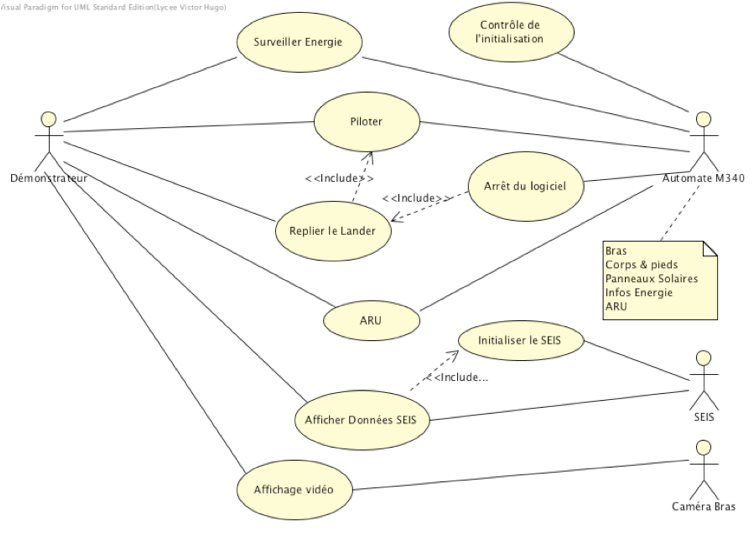 Visual Paradigm for UML Standard Edition(Lycee Victor Hugo)
Surveiller Energie
Contrôle de
l'initialisation
Piloter
Démonstrateur
Automate M340
<<Include>>
<<Include>>
Arrêt du logiciel
Replier le Lander
Bras
Corps & pieds
Panneaux Solaires
Infos Energie
ARU
ARU
Initialiser le SEIS
<<Include...
SEIS
Afficher Données SEIS
Affichage vidéo
Caméra Bras